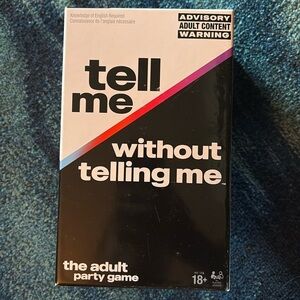 Knowledge of English Required
Connaissance de l'anglais nécessaire
ADVISORY
ADULT CONTENT
WARNING
tell
me
without
telling me
the adult
party game
18+